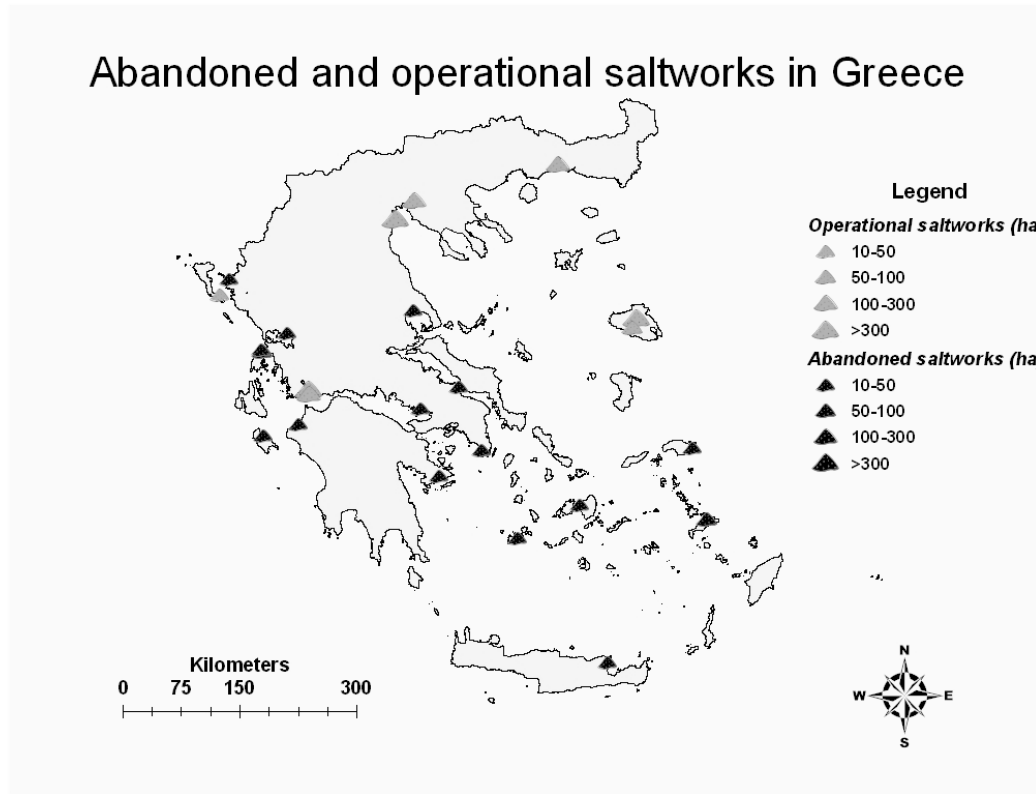 Abandoned and operational saltworks in Greece
Legend
Operational saltworks (ha
10-50
50-100
100-300
>300
Abandoned saltworks (ha
10-50
50-100
100-300
>300
Kilometers
0 75 150 300
N
W E
S